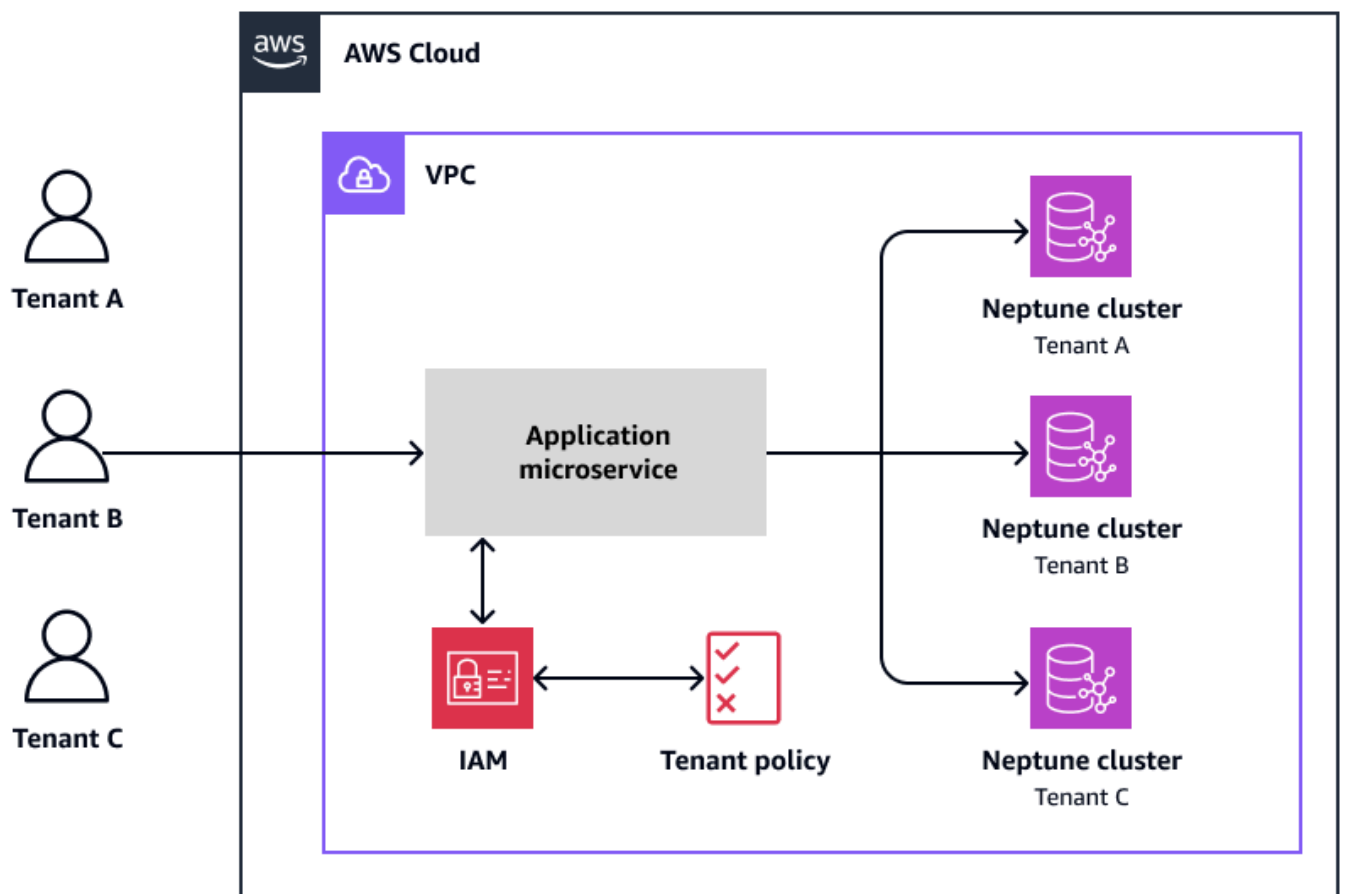 aws
AWS Cloud
VPC
Tenant A
Neptune cluster
Tenant A
Application
microservice
Tenant B
Neptune cluster
Tenant B
Tenant C
IAM
Tenant policy
Neptune cluster
Tenant C